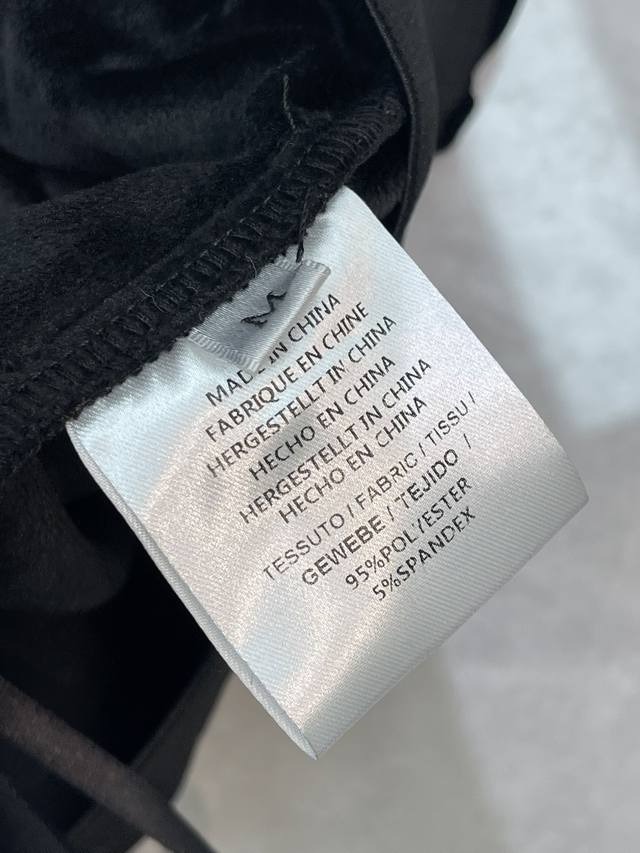 M
MADE IN CHINA
FABRIQUE EN CHINE
HERGESTELLT IN CHINA
HECHO EN CHINA
HERGESTELLT IN CHINA
HECHO EN CHINA
TESSUTO / FABRIC / TISSU /
GEWEBE / TEJIDO /
95%POLYESTER
5%SPANDEX